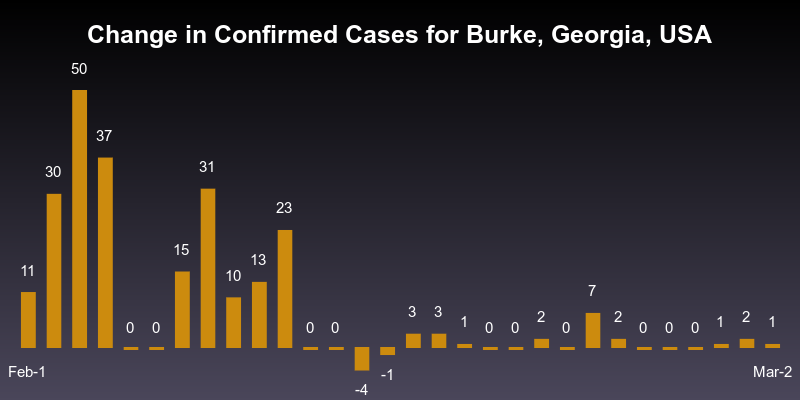 Change in Confirmed Cases for Burke, Georgia, USA
11 30 50 37 0 0 15 31 10 13 23 0 0 -4 -1 3 3 1 0 0 2 0 7 2 0 0 0 1 2 1
Feb-1 Mar-2